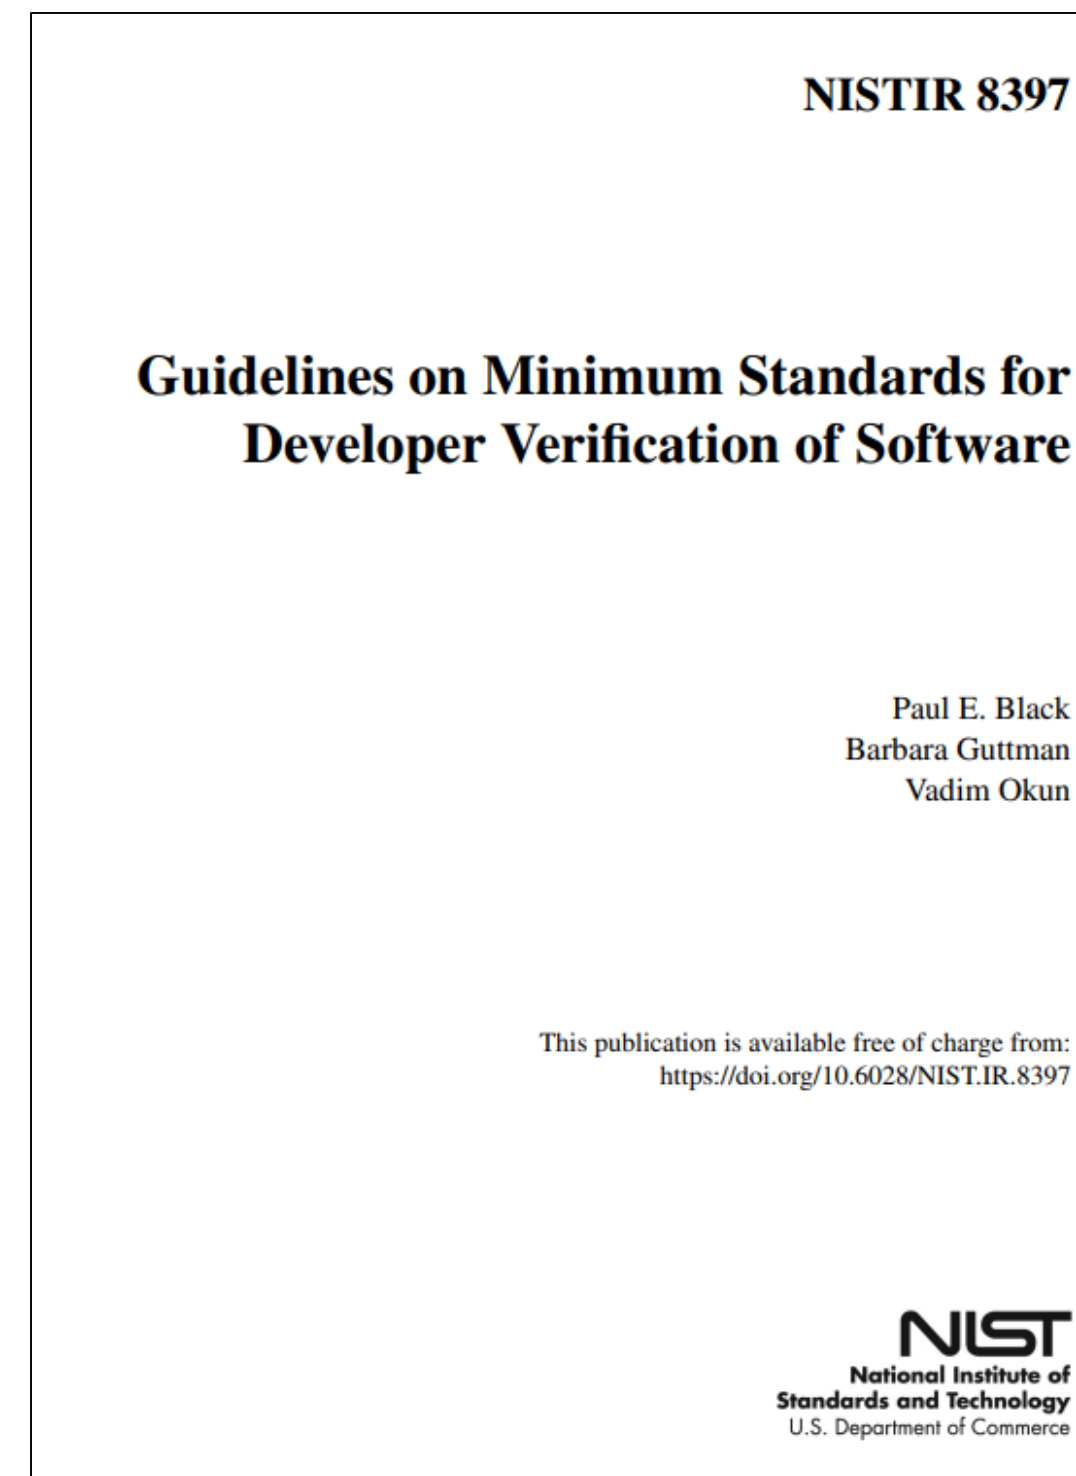 NISTIR 8397
Guidelines on Minimum Standards for
Developer Verification of Software
Paul E. Black
Barbara Guttman
Vadim Okun
This publication is available free of charge from:
https://doi.org/10.6028/NIST.IR.8397
NIST
National Institute of
Standards and Technology
U.S. Department of Commerce